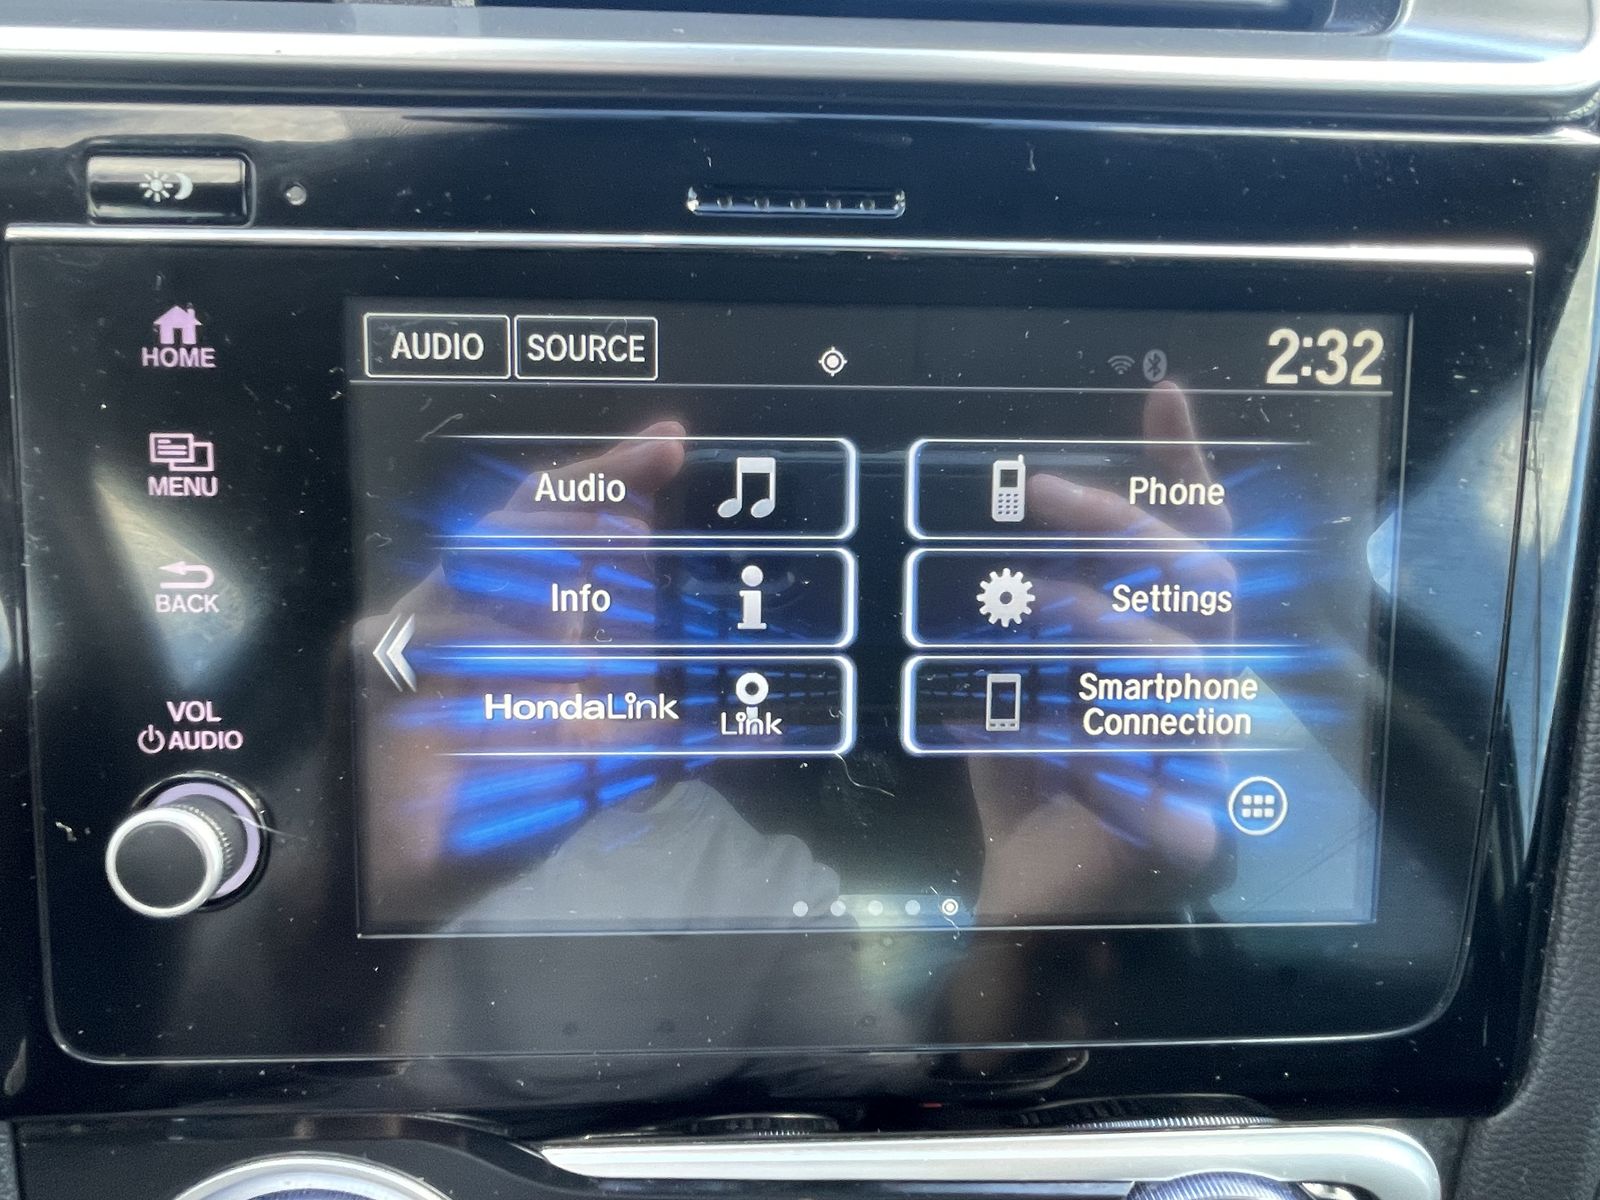 HOME
MENU
BACK
VOL
AUDIO
AUDIO SOURCE
2:32
Audio
Phone
Info
Settings
HondaLink
Link
Smartphone
Connection